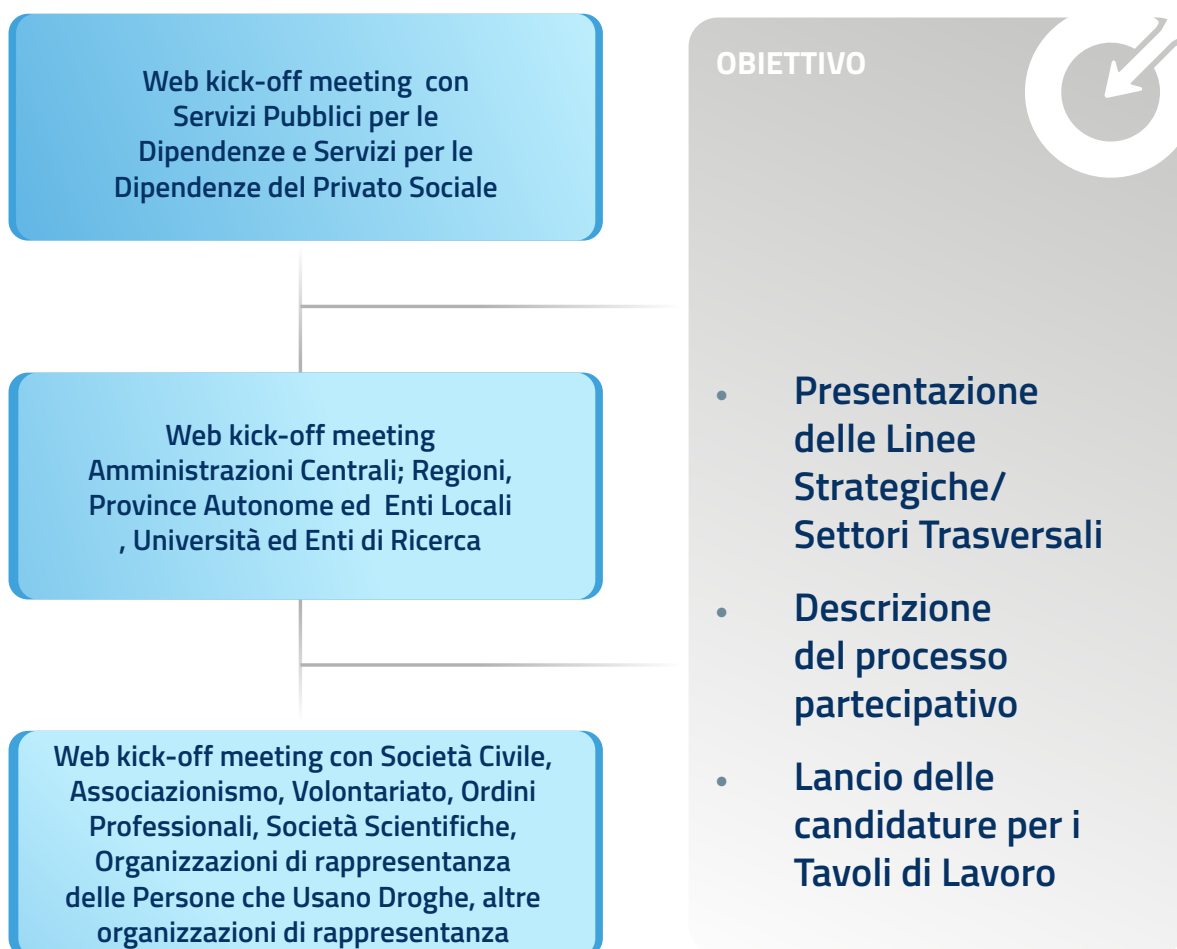 Web kick-off meeting con
Servizi Pubblici per le
Dipendenze e Servizi per le
Dipendenze del Privato Sociale
Web kick-off meeting
Amministrazioni Centrali; Regioni,
Province Autonome ed Enti Locali
, Università ed Enti di Ricerca
Web kick-off meeting con Società Civile,
Associazionismo, Volontariato, Ordini
Professionali, Società Scientifiche,
Organizzazioni di rappresentanza
delle Persone che Usano Droghe, altre
organizzazioni di rappresentanza
OBIETTIVO
• Presentazione
delle Linee
Strategiche/
Settori Trasversali
• Descrizione
del processo
partecipativo
• Lancio delle
candidature per i
Tavoli di Lavoro